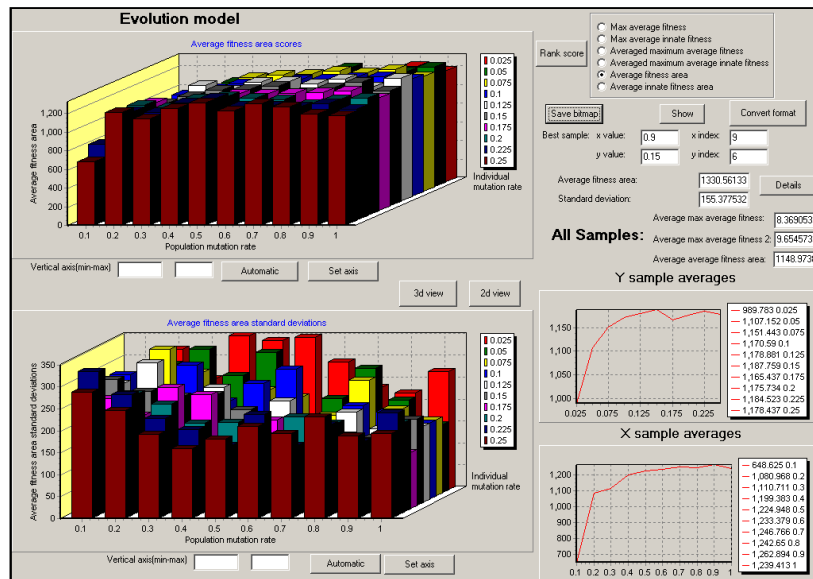 Evolution model
Average fitness area scores
1,200
1,000
800
600
400
200
0
Average fitness area
0.1 0.2 0.3 0.4 0.5 0.6 0.7 0.8 0.9 1
Population mutation rate
0.025
0.05
0.075
0.1
0.125
0.15
0.175
0.2
0.225
0.25
Individual
mutation rate
Vertical axis(min-max)
Automatic
Set axis
3d view
2d view
Average fitness area standard deviations
350
300
250
200
150
100
50
0
Average fitness area standard deviations
0.1 0.2 0.3 0.4 0.5 0.6 0.7 0.8 0.9 1
Population mutation rate
0.025
0.05
0.075
0.1
0.125
0.15
0.175
0.2
0.225
0.25
Individual
mutation rate
Vertical axis(min-max)
Automatic
Set axis
Rank score
Max average fitness
Max average innate fitness
Averaged maximum average fitness
Averaged maximum average innate fitness
Average fitness area
Average innate fitness area
Save bitmap
Show
Convert format
Best sample: x value: 0.9 x index: 9
y value: 0.15 y index: 6
Average fitness area: 1330.56133
Standard deviation: 155.377532
Details
All Samples:
Average max average fitness: 8.369053
Average max average fitness 2: 9.654573
Average average fitness area: 1148.973
Y sample averages
1,150
1,100
1,050
1,000
0.025 0.075 0.125 0.175 0.225
989.783 0.025
1,107.152 0.05
1,151.443 0.075
1,170.59 0.1
1,178.881 0.125
1,187.759 0.15
1,165.437 0.175
1,175.734 0.2
1,184.523 0.225
1,178.437 0.25
X sample averages
1,200
1,100
1,000
900
800
700
0.1 0.2 0.3 0.4 0.5 0.6 0.7 0.8 0.9 1
648.625 0.1
1,080.968 0.2
1,110.711 0.3
1,199.383 0.4
1,224.948 0.5
1,233.379 0.6
1,246.766 0.7
1,242.65 0.8
1,262.894 0.9
1,239.413 1